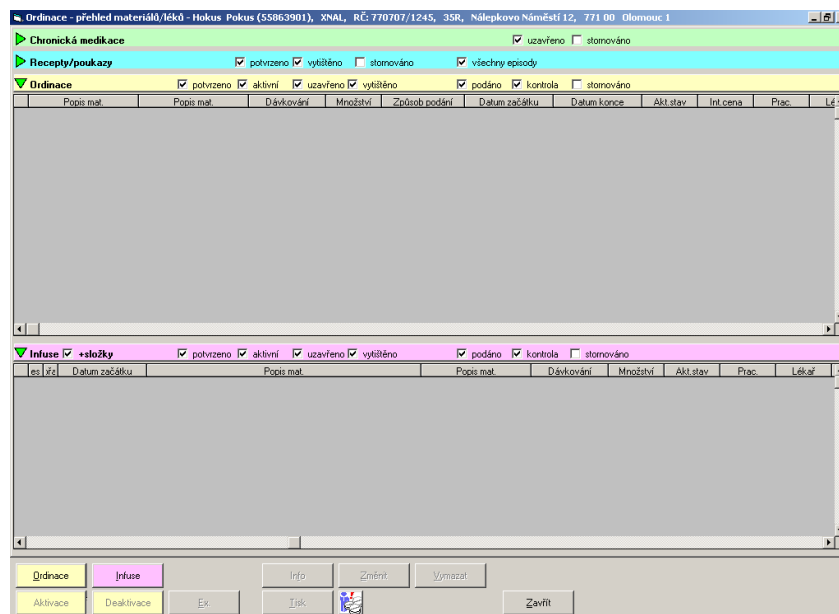 Ordinace - přehled materiálů/léků - Hokus Pokus (55863901), XNAL, RČ: 770707/1245, 35R, Nálepkovo Náměstí 12, 771 00 Olomouc 1
Chronická medikace uzavřeno stornováno
Recepty/poukazy potvrzeno vytištěno stornováno všechny episody
Ordinace potvrzeno aktivní uzavřeno vytištěno podáno kontrola stornováno
Popis mat. Popis mat. Dávkování Množství Způsob podání Datum začátku Datum konce Akt.stav Int.cena Prac. Lé
Infuse +složky potvrzeno aktivní uzavřeno vytištěno podáno kontrola stornováno
es Datum začátku Popis mat. Popis mat. Dávkování Množství Akt.stav Prac. Lékař
Ordinace Infuse Info Změnit Vymazat
Aktivace Deaktivace Ex Tisk Zavřít